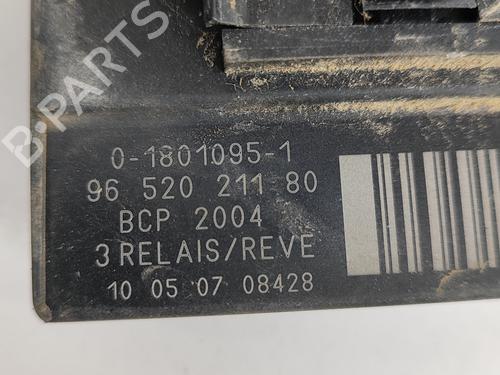 B-PARTS
0-1801095-1
96 520 211 80
BCP 2004
3 RELAIS/REVE
10 05 07 08428